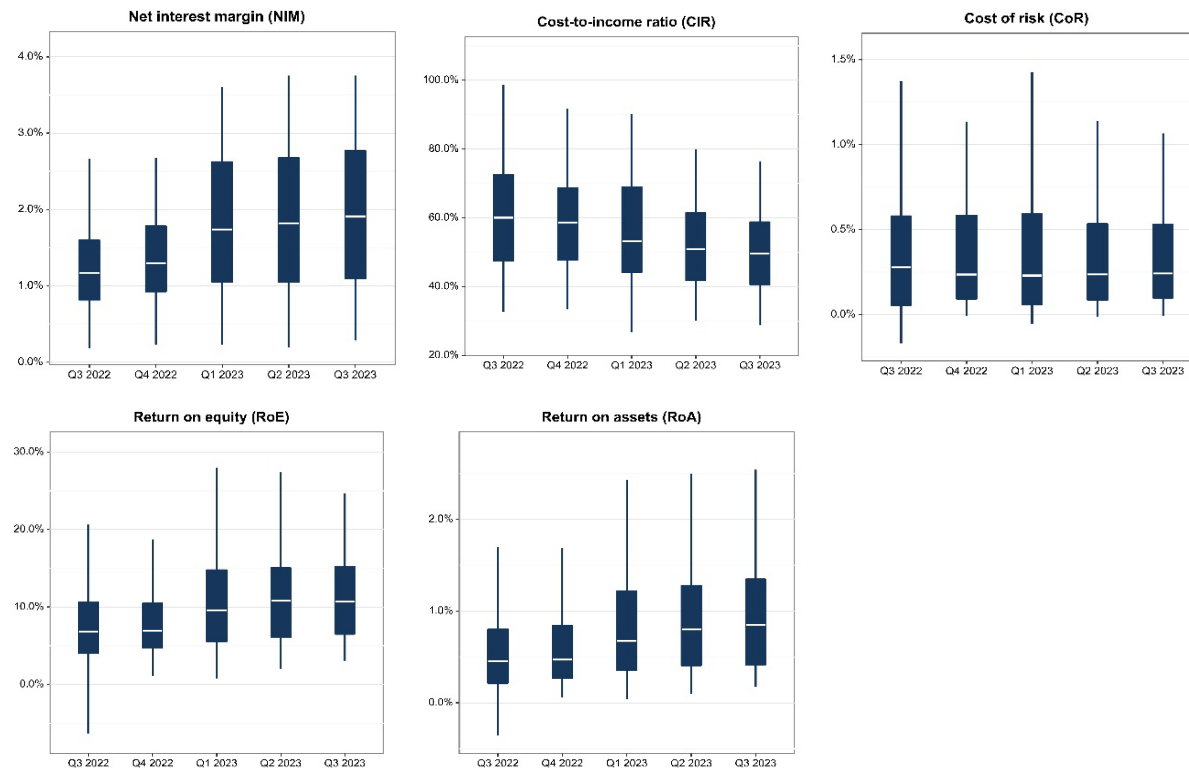 Net interest margin (NIM)
4.0%
3.0%
2.0%
1.0%
0.0%
Q3 2022 Q4 2022 Q1 2023 Q2 2023 Q3 2023
Cost-to-income ratio (CIR)
100.0%
80.0%
60.0%
40.0%
20.0%
Q3 2022 Q4 2022 Q1 2023 Q2 2023 Q3 2023
Cost of risk (CoR)
1.5%
1.0%
0.5%
0.0%
Q3 2022 Q4 2022 Q1 2023 Q2 2023 Q3 2023
Return on equity (RoE)
30.0%
20.0%
10.0%
0.0%
Q3 2022 Q4 2022 Q1 2023 Q2 2023 Q3 2023
Return on assets (RoA)
2.0%
1.0%
0.0%
Q3 2022 Q4 2022 Q1 2023 Q2 2023 Q3 2023